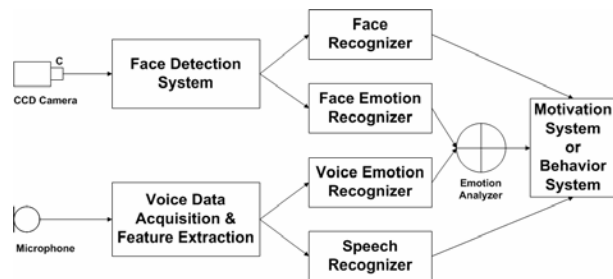 Face
Recognizer
C
CCD Camera
Face Detection
System
Face Emotion
Recognizer
Motivation
System
or
Behavior
System
Emotion
Analyzer
Voice Emotion
Recognizer
Microphone
Voice Data
Acquisition &
Feature Extraction
Speech
Recognizer